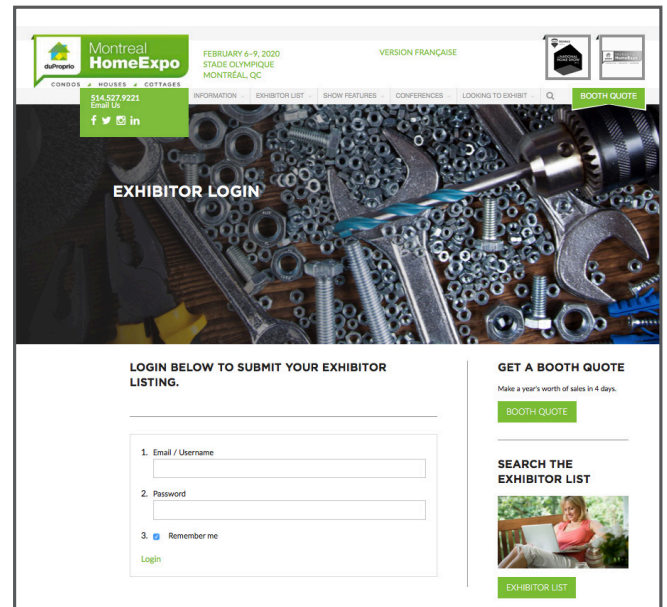 duProprio
Montreal
HomeExpo
CONDOS HOUSES COTTAGES
FEBRUARY 6–9, 2020
STADE OLYMPIQUE
MONTRÉAL, QC
VERSION FRANÇAISE
NATIONAL
HOME SHOW
514.527.9221
Email Us
INFORMATION
EXHIBITOR LIST
SHOW FEATURES
CONFERENCES
LOOKING TO EXHIBIT
BOOTH QUOTE
EXHIBITOR LOGIN
LOGIN BELOW TO SUBMIT YOUR EXHIBITOR
LISTING.
1. Email / Username
2. Password
3. Remember me
Login
GET A BOOTH QUOTE
Make a year's worth of sales in 4 days.
BOOTH QUOTE
SEARCH THE
EXHIBITOR LIST
EXHIBITOR LIST